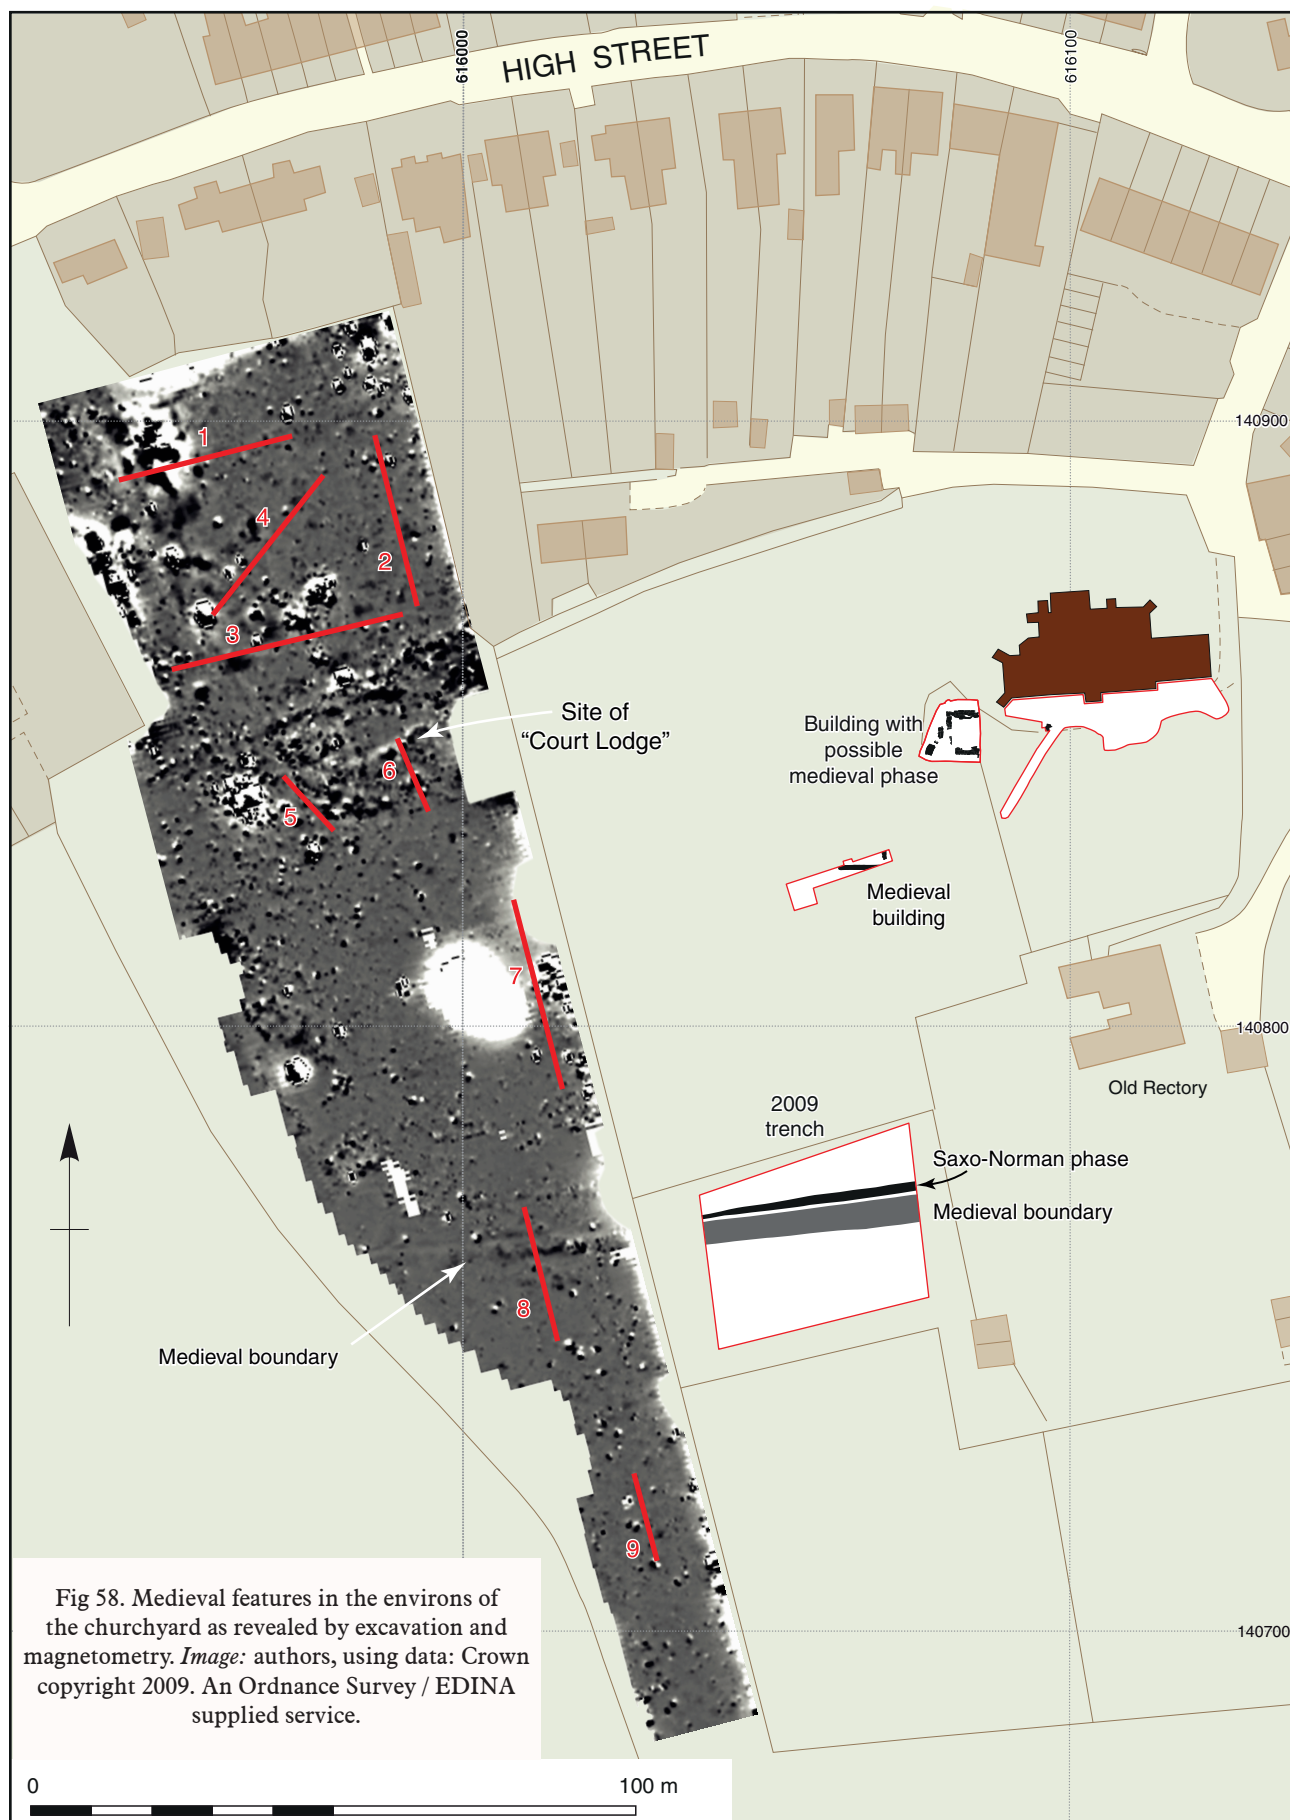 616000
HIGH STREET
616100
140900
1
4
2
3
Site of
“Court Lodge”
Building with
possible
medieval phase
6
5
Medieval
building
7
140800
Old Rectory
2009
trench
Saxo-Norman phase
Medieval boundary
8
Medieval boundary
9
Fig 58. Medieval features in the environs of
the churchyard as revealed by excavation and
magnetometry. Image: authors, using data: Crown
copyright 2009. An Ordnance Survey / EDINA
supplied service.
140700
0
100 m